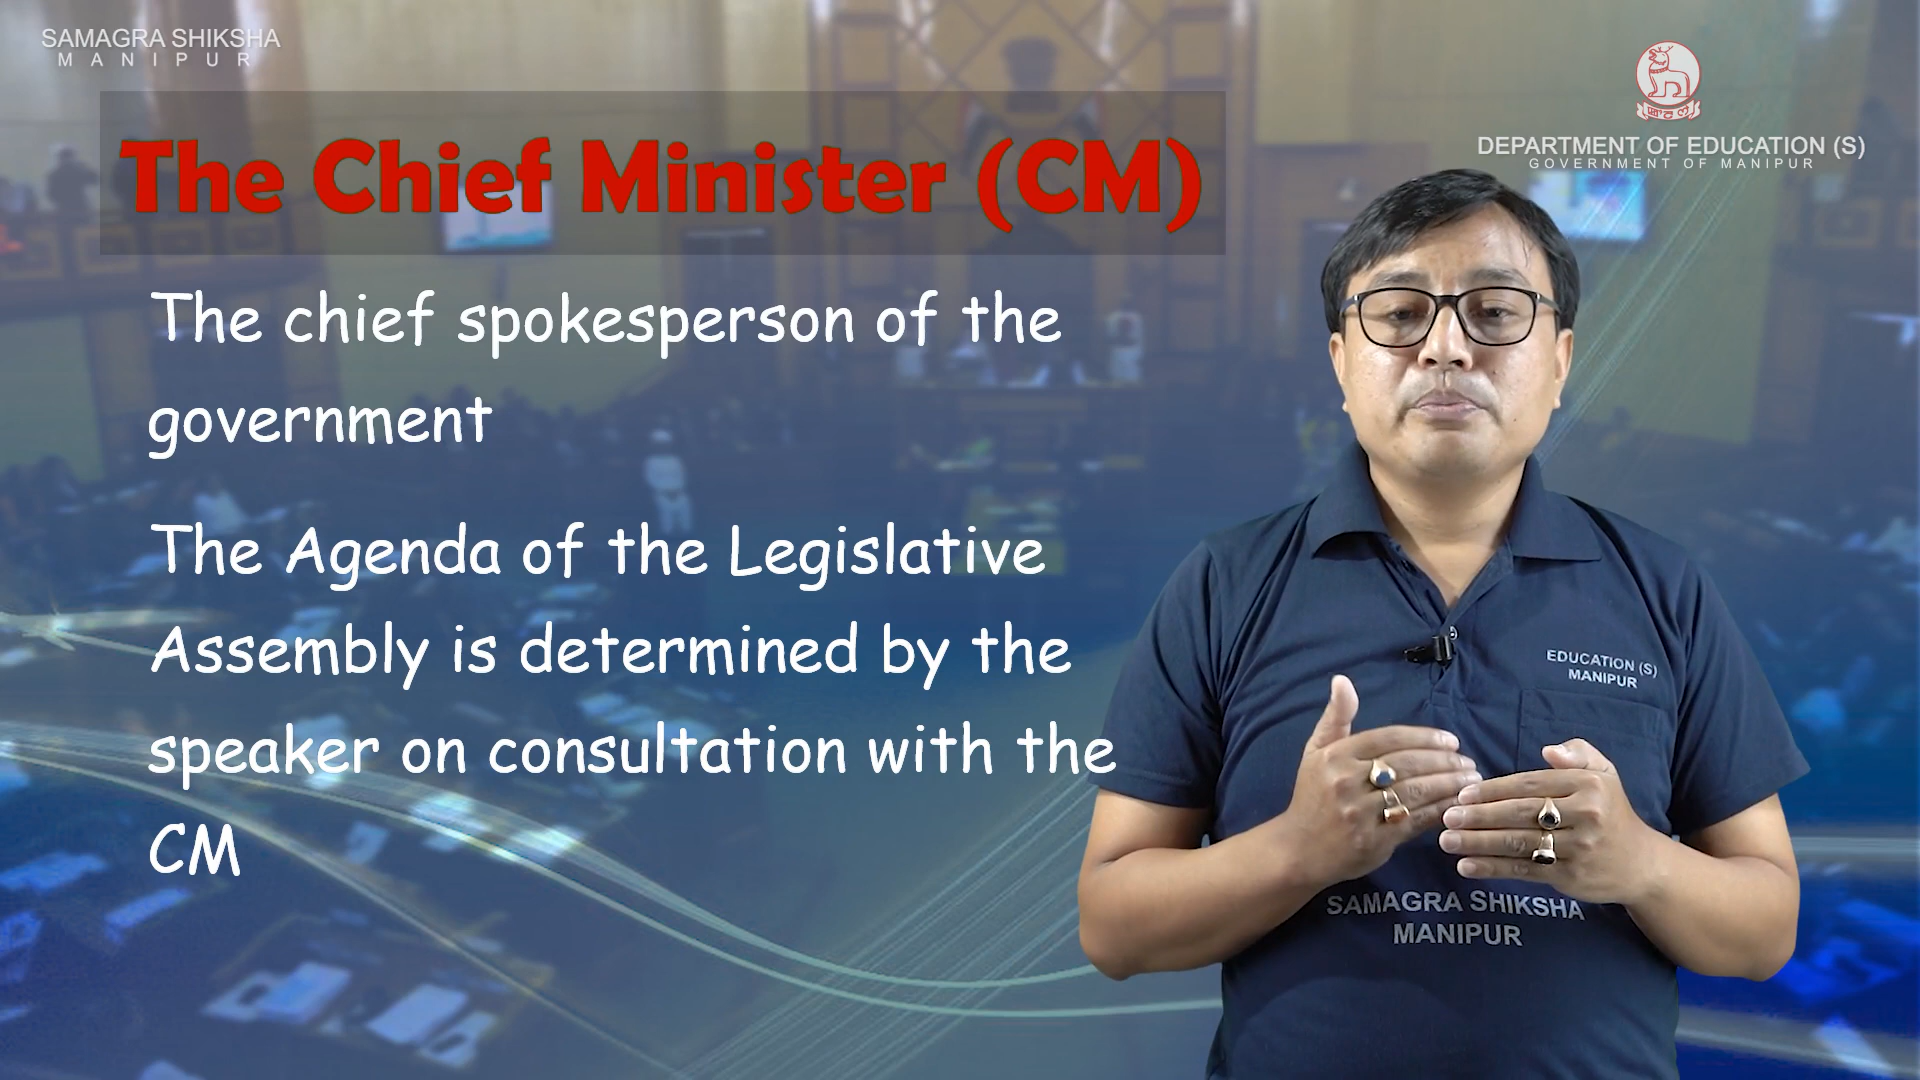 SAMAGRA SHIKSHA
MANIPUR
DEPARTMENT OF EDUCATION (S)
GOVERNMENT OF MANIPUR
The Chief Minister (CM)
The chief spokesperson of the
government
The Agenda of the Legislative
Assembly is determined by the
speaker on consultation with the
CM
EDUCATION (S)
MANIPUR
SAMAGRA SHIKSHA
MANIPUR